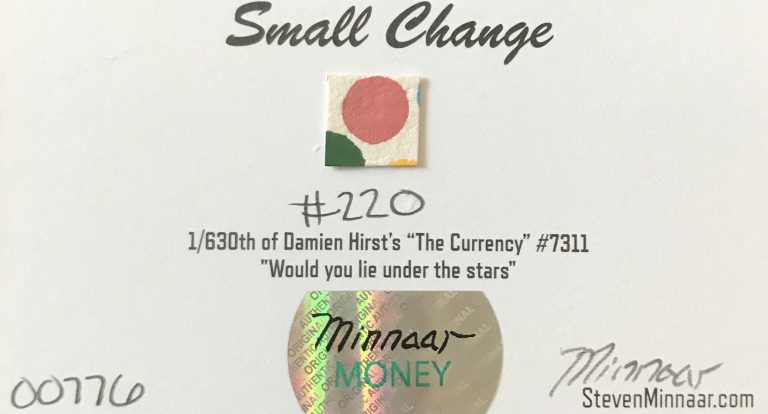 Small Change
#220
1/630th of Damien Hirst's "The Currency" #7311
"Would you lie under the stars"
Minnaar
MONEY
00776
Minnaar
StevenMinnaar.com